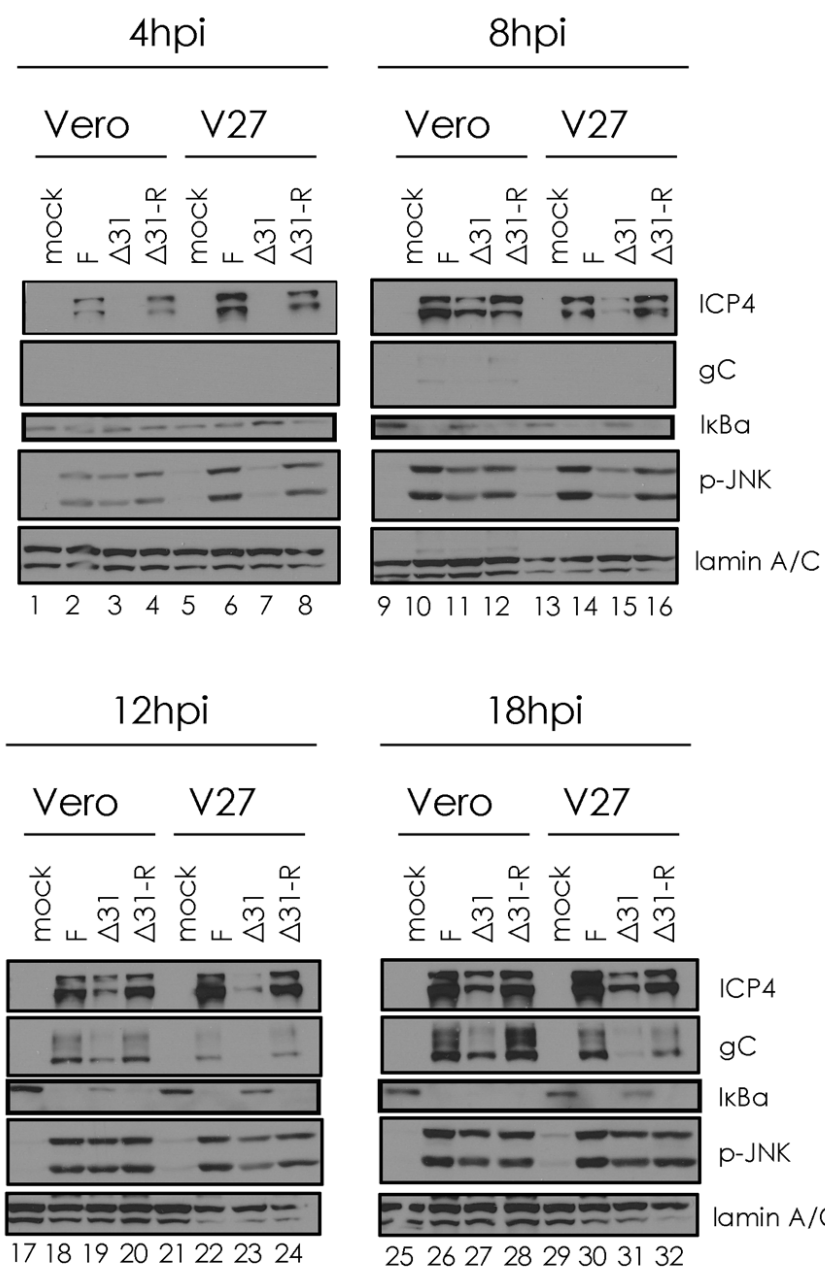 4hpi 8hpi
Vero V27 Vero V27
mock F Δ31 Δ31-R mock F Δ31 Δ31-R mock F Δ31 Δ31-R mock F Δ31 Δ31-R
ICP4
gC
IκBa
p-JNK
lamin A/C
1 2 3 4 5 6 7 8 9 10 11 12 13 14 15 16
12hpi 18hpi
Vero V27 Vero V27
mock F Δ31 Δ31-R mock F Δ31 Δ31-R mock F Δ31 Δ31-R mock F Δ31 Δ31-R
ICP4
gC
IκBa
p-JNK
lamin A/C
17 18 19 20 21 22 23 24 25 26 27 28 29 30 31 32